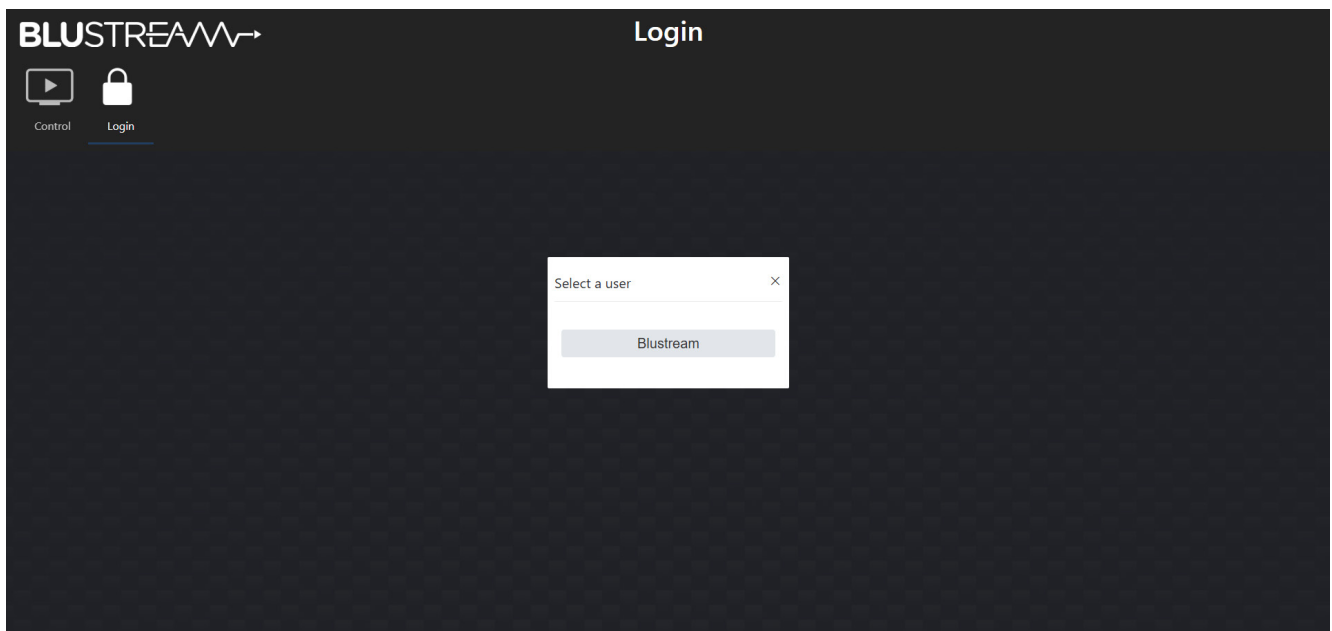 BLUSTREAM
Login
Control
Login
Select a user
×
Blustream